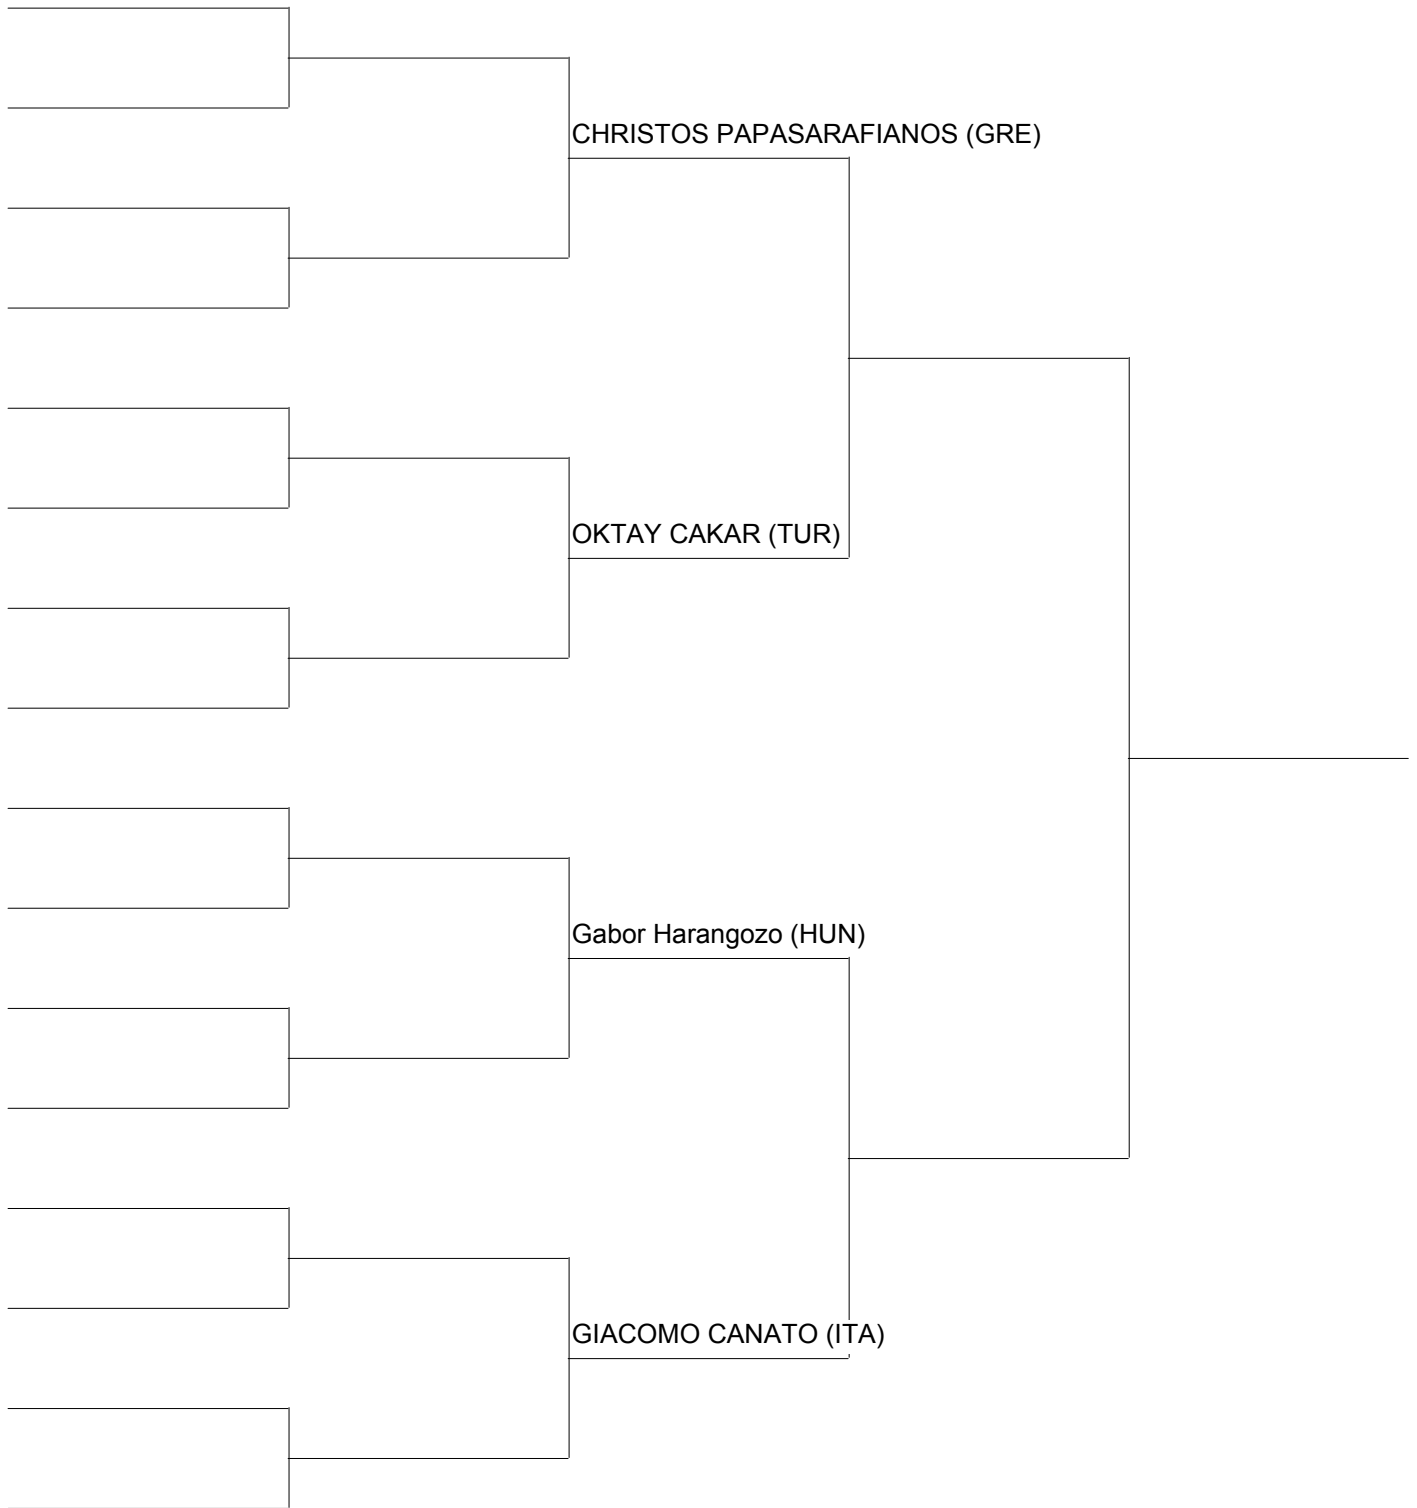 CHRISTOS PAPASARAFIANOS (GRE)
OKTAY CAKAR (TUR)
Gabor Harangozo (HUN)
GIACOMO CANATO (ITA)